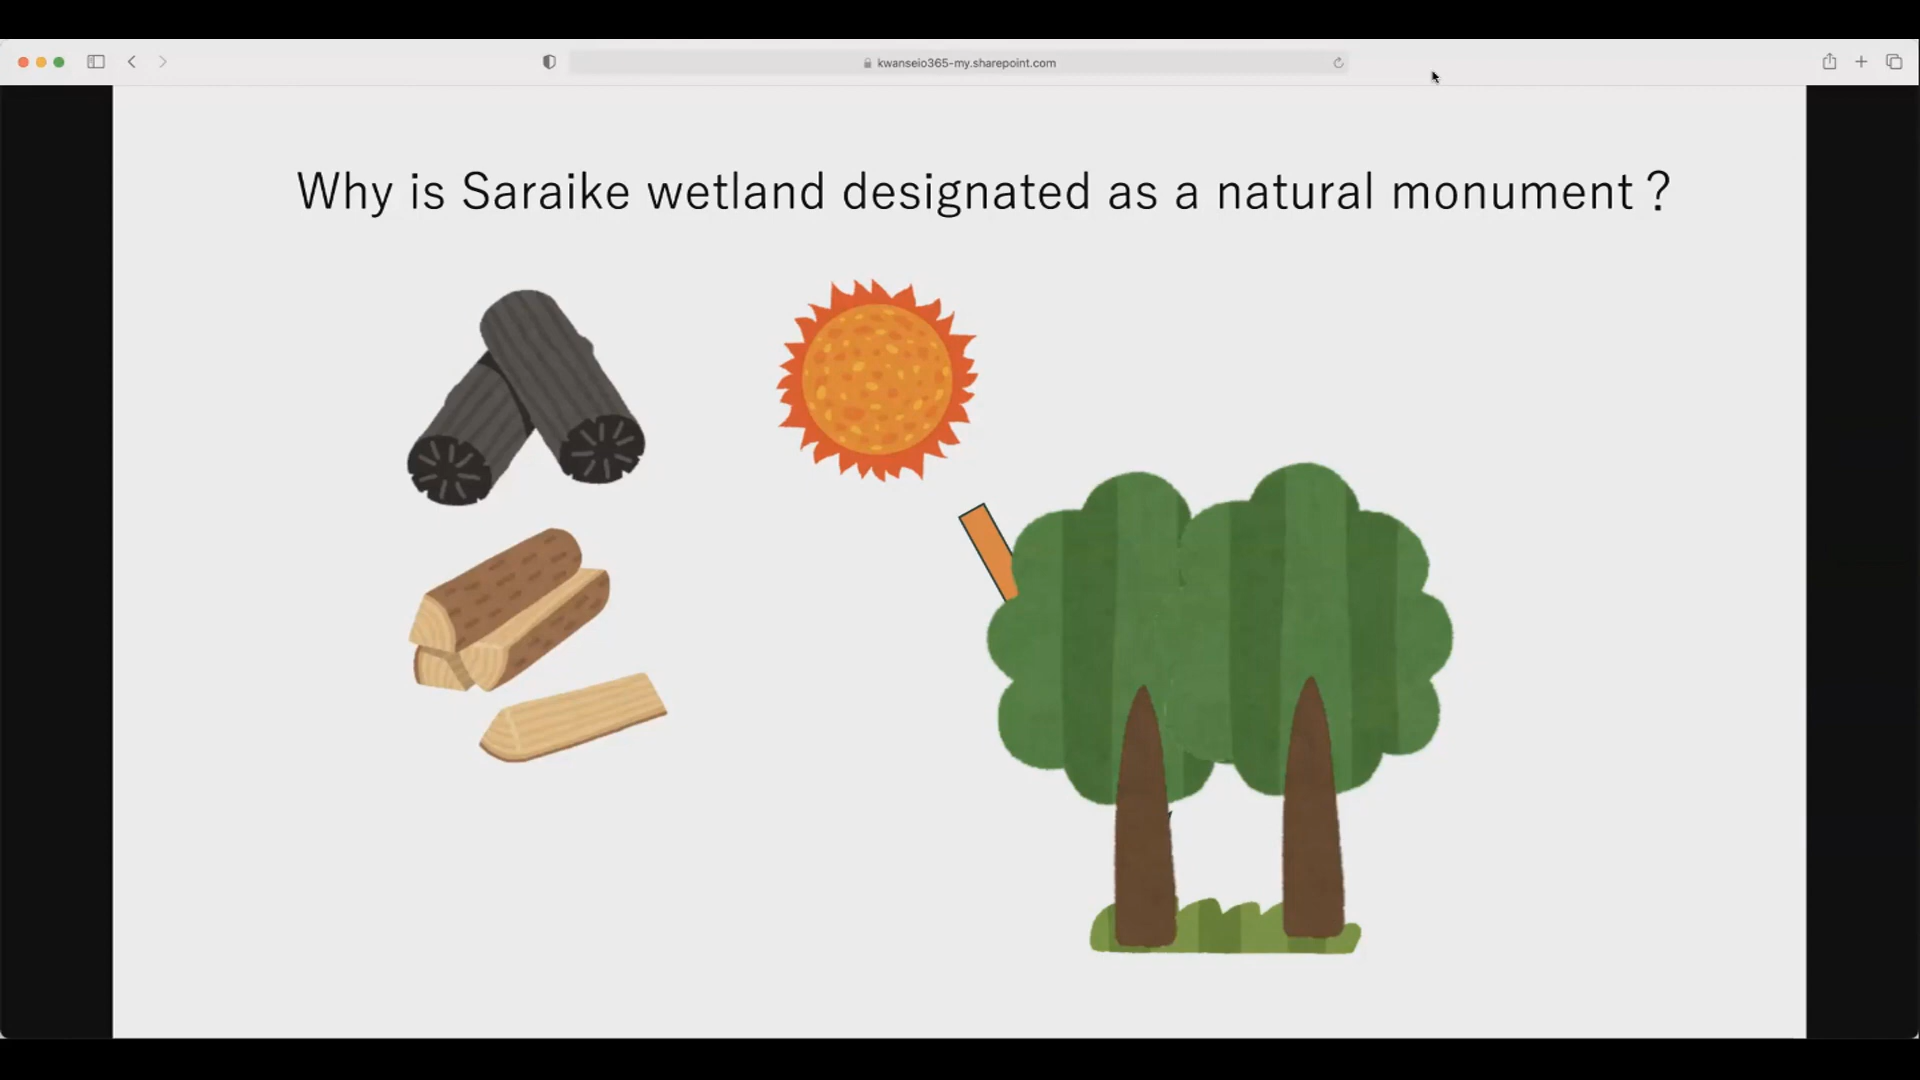 kwanseio365-my.sharepoint.com
Why is Saraike wetland designated as a natural monument ?